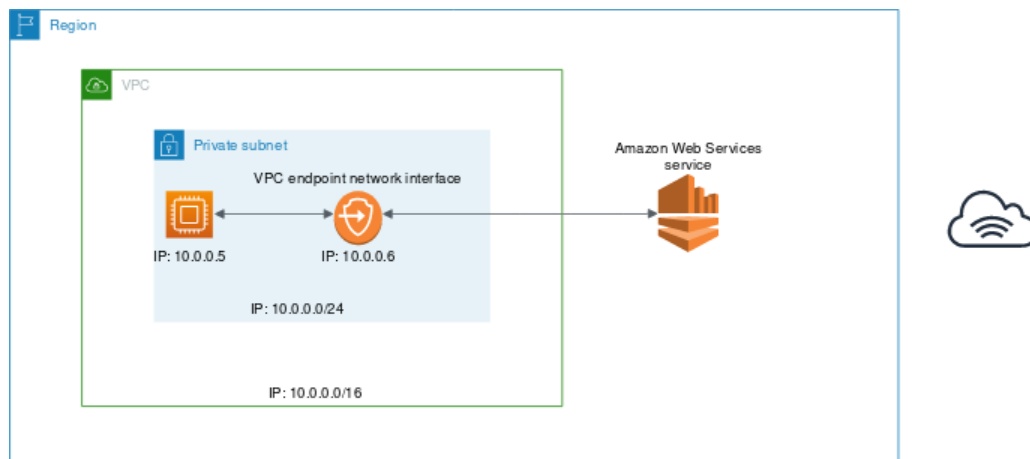 Region
VPC
Private subnet
Amazon Web Services
service
VPC endpoint network interface
IP: 10.0.0.5
IP: 10.0.0.6
IP: 10.0.0.0/24
IP: 10.0.0.0/16